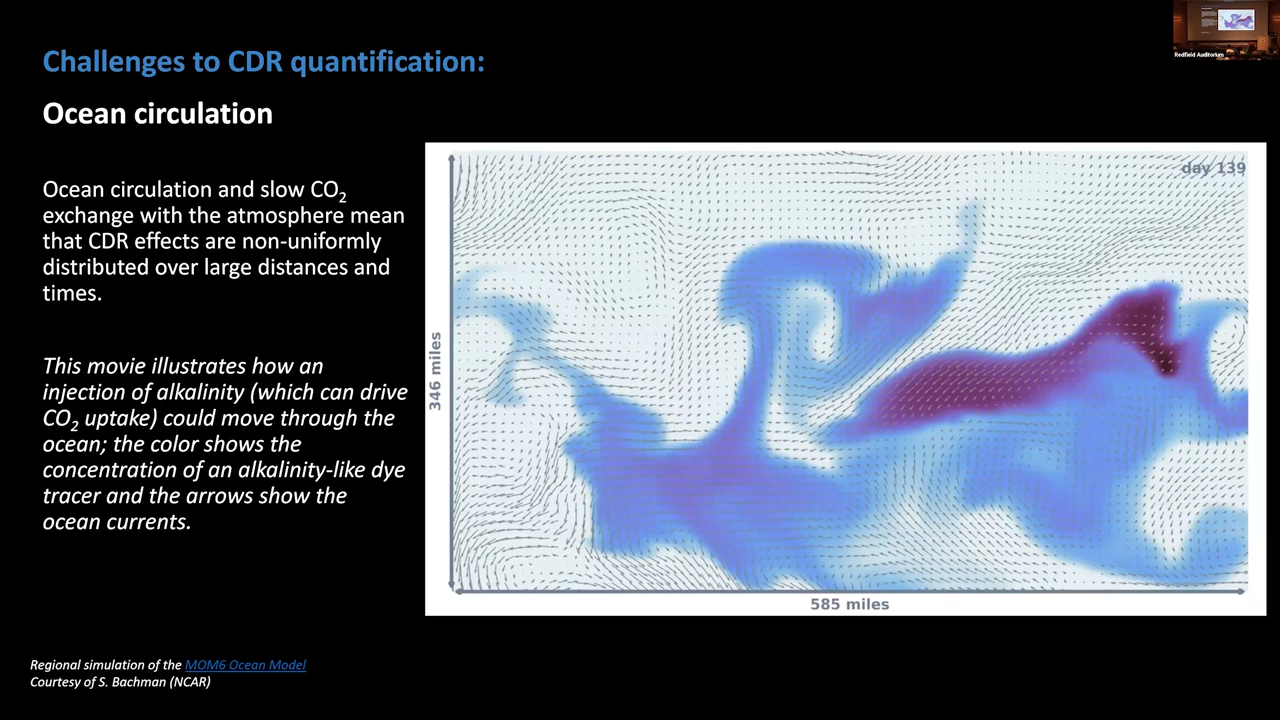 Redfield Auditorium
Challenges to CDR quantification:
Ocean circulation
Ocean circulation and slow CO₂
exchange with the atmosphere mean
that CDR effects are non-uniformly
distributed over large distances and
times.
This movie illustrates how an
injection of alkalinity (which can drive
CO₂ uptake) could move through the
ocean; the color shows the
concentration of an alkalinity-like dye
tracer and the arrows show the
ocean currents.
day 139
346 miles
585 miles
Regional simulation of the MOM6 Ocean Model
Courtesy of S. Bachman (NCAR)